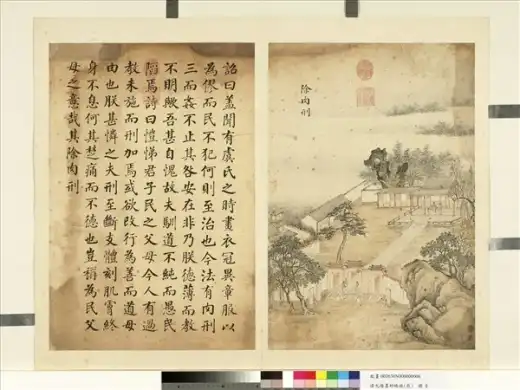 除肉刑
詔曰蓋聞有虞氏之時畫衣冠異章服以
為僇而民不犯何則至治也今法有肉刑
三而姦不止其咎安在非乃朕德薄而教
不明歟吾甚自愧故夫馴道不純而愚民
陷焉詩曰愷悌君子民之父母今人有過
教未施而刑加焉或欲改行為善而道毋
由也朕甚憐之夫刑至斷支體刻肌膚終
身不息何其楚痛而不德也豈稱為民父
母之意哉其除肉刑